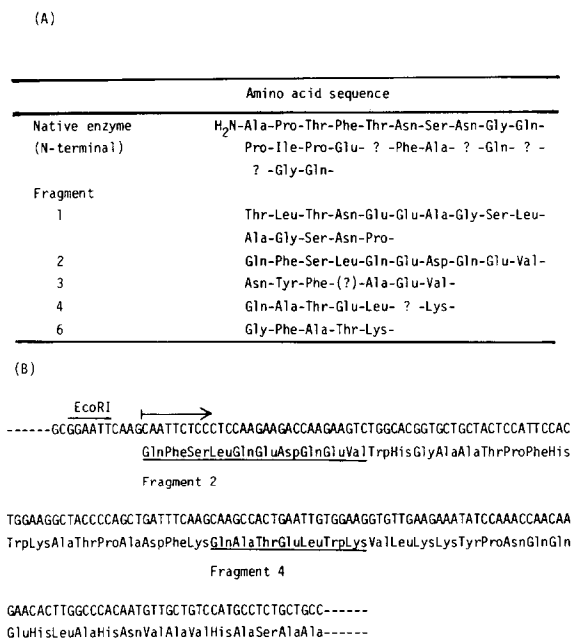 (A)
Amino acid sequence
Native enzyme H2N-Ala-Pro-Thr-Phe-Thr-Asn-Ser-Asn-Gly-Gln-
(N-terminal) Pro-Ile-Pro-Glu- ? -Phe-Ala- ? -Gln- ? -
? -Gly-Gln-
Fragment
1 Thr-Leu-Thr-Asn-Glu-Glu-Ala-Gly-Ser-Leu-
Ala-Gly-Ser-Asn-Pro-
2 Gln-Phe-Ser-Leu-Gln-Glu-Asp-Gln-Glu-Val-
3 Asn-Tyr-Phe-(?)-Ala-Glu-Val-
4 Gln-Ala-Thr-Glu-Leu- ? -Lys-
6 Gly-Phe-Ala-Thr-Lys-
(B)
EcoRI
------GCGGAATTCAAGCAATTCTCCCTCCAAGAAGACCAAGAAGTCTGGCACGGTGCTGCTACTCCATTCCAC
GlnPheSerLeuGlnGluAspGlnGluValTrpHisGlyAlaAlaThrProPheHis
Fragment 2
TGGAAGGCTACCCCAGCTGATTTCAAGCAAGCCACTGAATTGTGGAAGGTGTTGAAGAAATATCCAAACCAACAA
TrpLysAlaThrProAlaAspPheLysGlnAlaThrGluLeuTrpLysValLeuLysLysTyrProAsnGlnGln
Fragment 4
GAACACTTGGCCCACAATGTTGCTGTCCATGCCTCTGCTGCC------
GluHisLeuAlaHisAsnValAlaValHisAlaSerAlaAla------